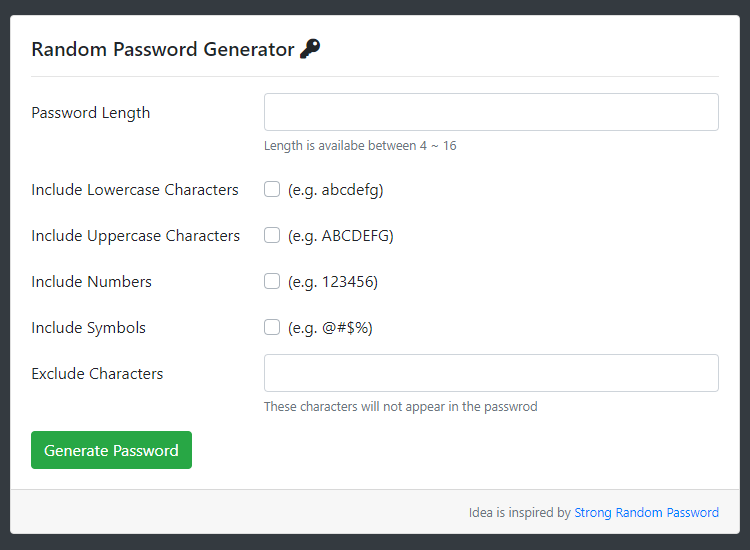 Random Password Generator
Password Length
Length is availabe between 4 ~ 16
Include Lowercase Characters (e.g. abcdefg)
Include Uppercase Characters (e.g. ABCDEFG)
Include Numbers (e.g. 123456)
Include Symbols (e.g. @#$%)
Exclude Characters
These characters will not appear in the passwrod
Generate Password
Idea is inspired by Strong Random Password